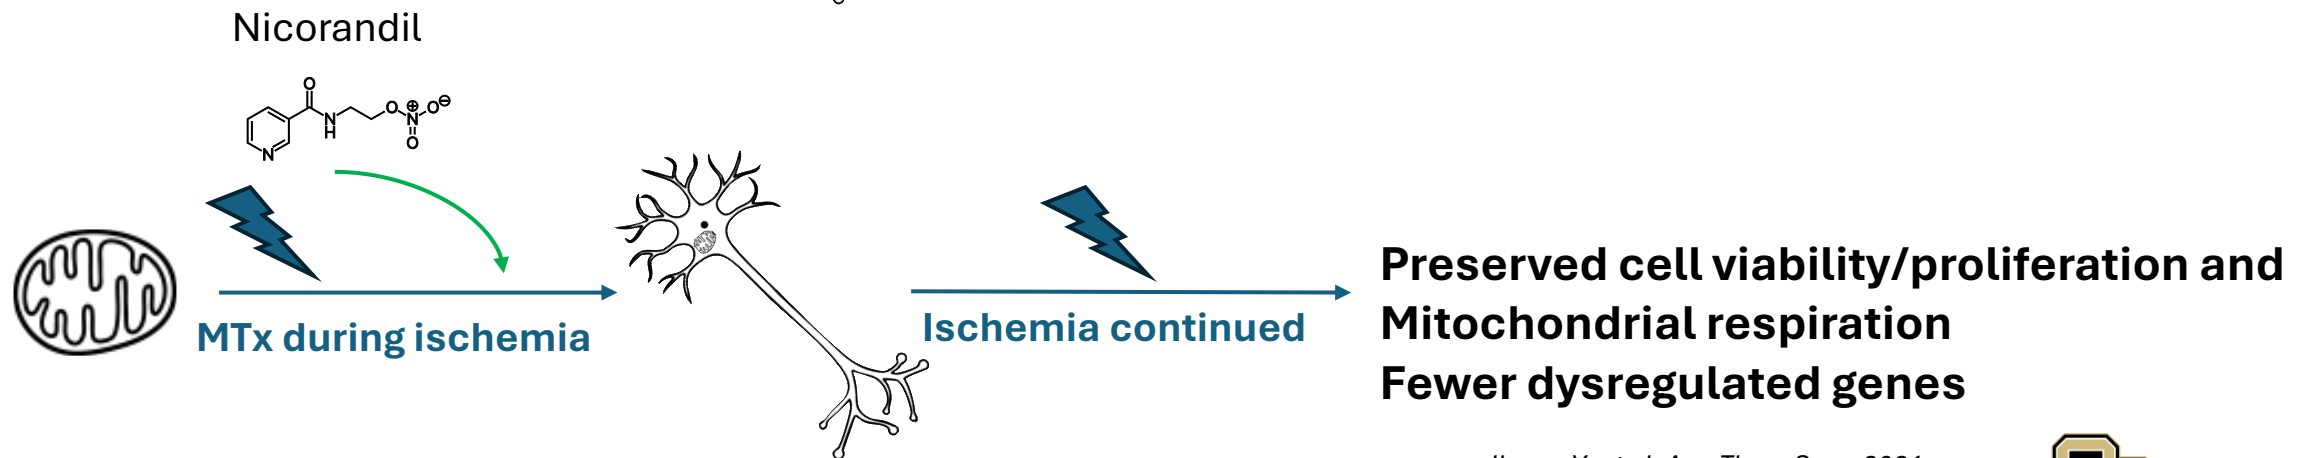 Nicorandil
MTx during ischemia
Ischemia continued
Preserved cell viability/proliferation and
Mitochondrial respiration
Fewer dysregulated genes